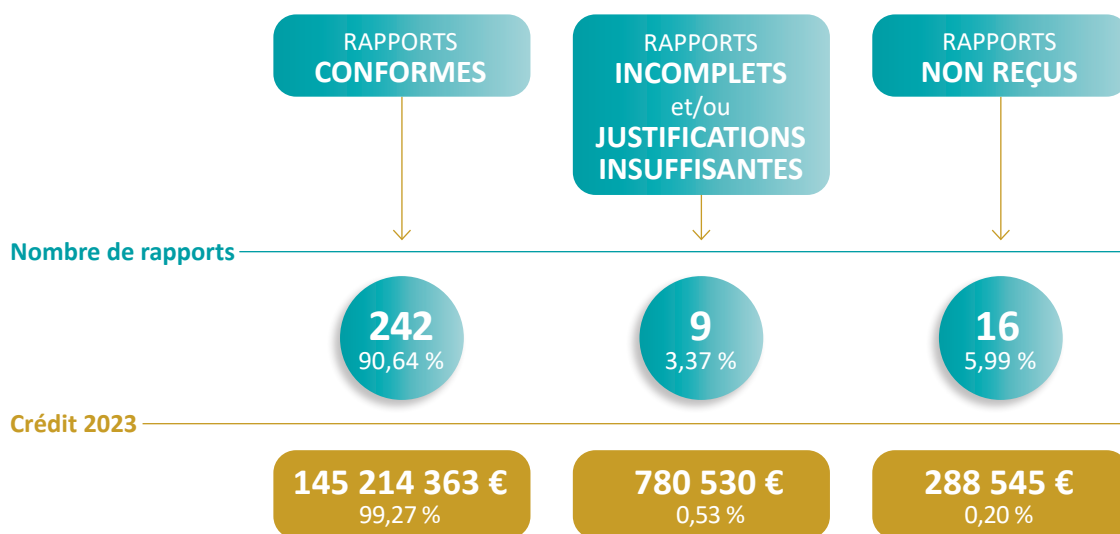 RAPPORTS
CONFORMES
RAPPORTS
INCOMPLETS
et/ou
JUSTIFICATIONS
INSUFFISANTES
RAPPORTS
NON REÇUS
Nombre de rapports
242
90,64 %
9
3,37 %
16
5,99 %
Crédit 2023
145 214 363 €
99,27 %
780 530 €
0,53 %
288 545 €
0,20 %